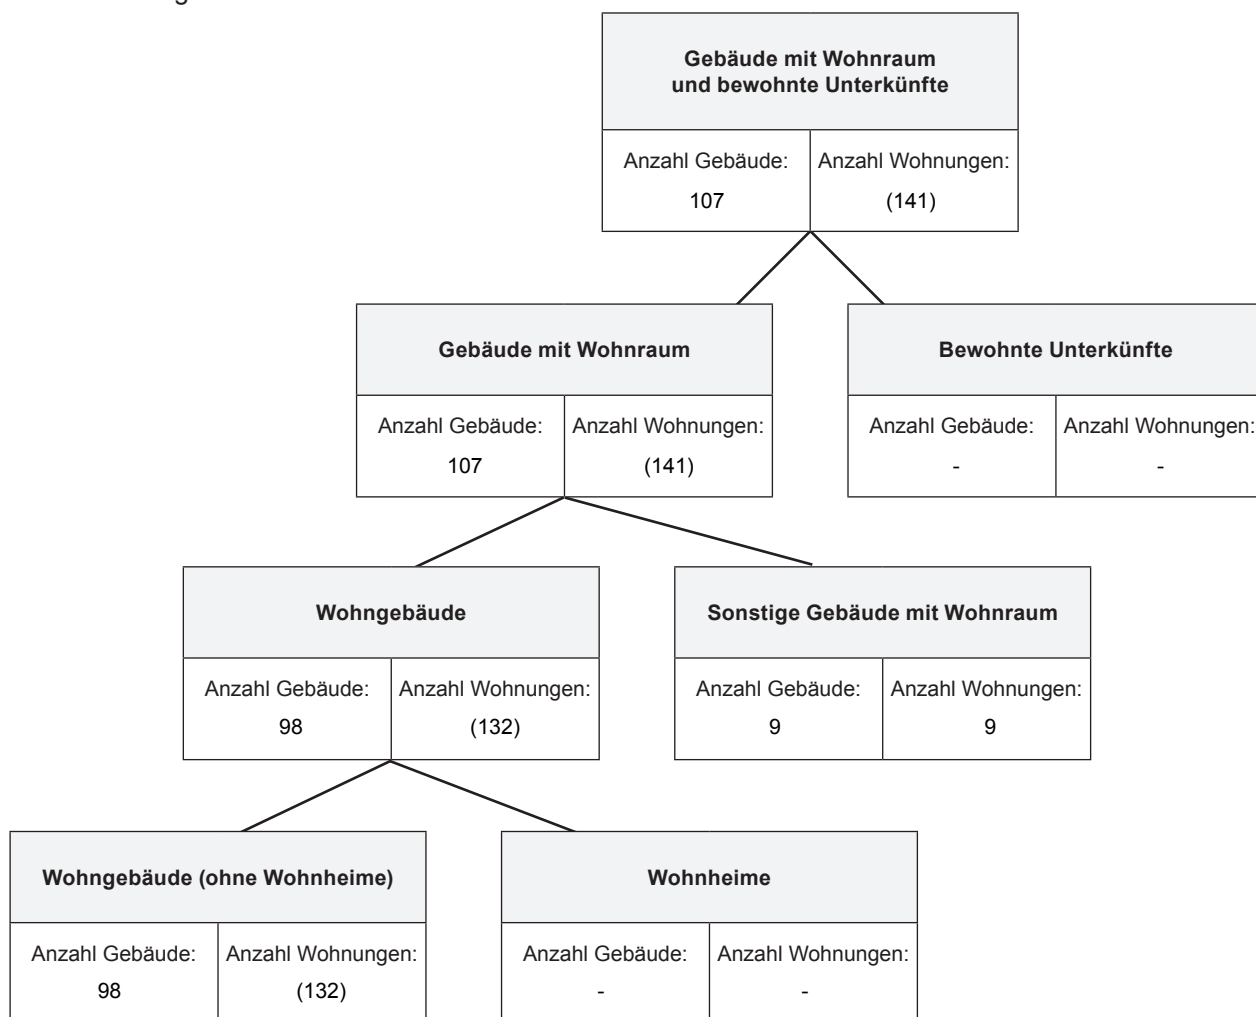 Gebäude mit Wohnraum
und bewohnte Unterkünfte
Anzahl Gebäude: Anzahl Wohnungen:
107 (141)
Gebäude mit Wohnraum
Anzahl Gebäude: Anzahl Wohnungen:
107 (141)
Bewohnte Unterkünfte
Anzahl Gebäude: Anzahl Wohnungen:
- -
Wohngebäude
Anzahl Gebäude: Anzahl Wohnungen:
98 (132)
Sonstige Gebäude mit Wohnraum
Anzahl Gebäude: Anzahl Wohnungen:
9 9
Wohngebäude (ohne Wohnheime)
Anzahl Gebäude: Anzahl Wohnungen:
98 (132)
Wohnheime
Anzahl Gebäude: Anzahl Wohnungen:
- -